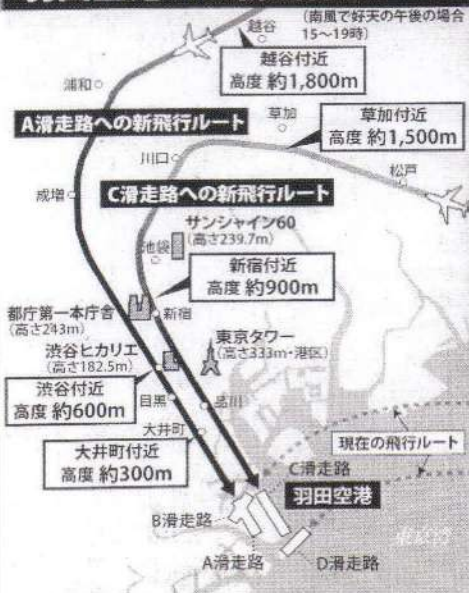 越谷
(南風で好天の午後の場合
15～19時)
越谷付近
高度 約1,800m
浦和
A滑走路への新飛行ルート
草加
草加付近
高度 約1,500m
川口
松戸
成増
C滑走路への新飛行ルート
サンシャイン60
(高さ239.7m)
池袋
新宿付近
高度 約900m
都庁第一本庁舎
(高さ243m)
新宿
東京タワー
(高さ333m・港区)
渋谷ヒカリエ
(高さ182.5m)
渋谷付近
高度 約600m
目黒
品川
大井町
大井町付近
高度 約300m
現在の飛行ルート
C滑走路
羽田空港
B滑走路
A滑走路
D滑走路
東京湾